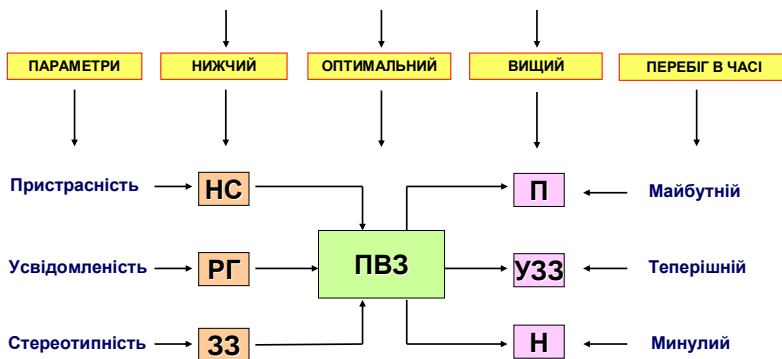 ПАРАМЕТРИ НИЖЧИЙ ОПТИМАЛЬНИЙ ВИЩИЙ ПЕРЕБІГ В ЧАСІ
Пристрасність НС П Майбутній
Усвідомленість РГ ПВЗ УЗЗ Теперішній
Стереотипність ЗЗ Н Минулий